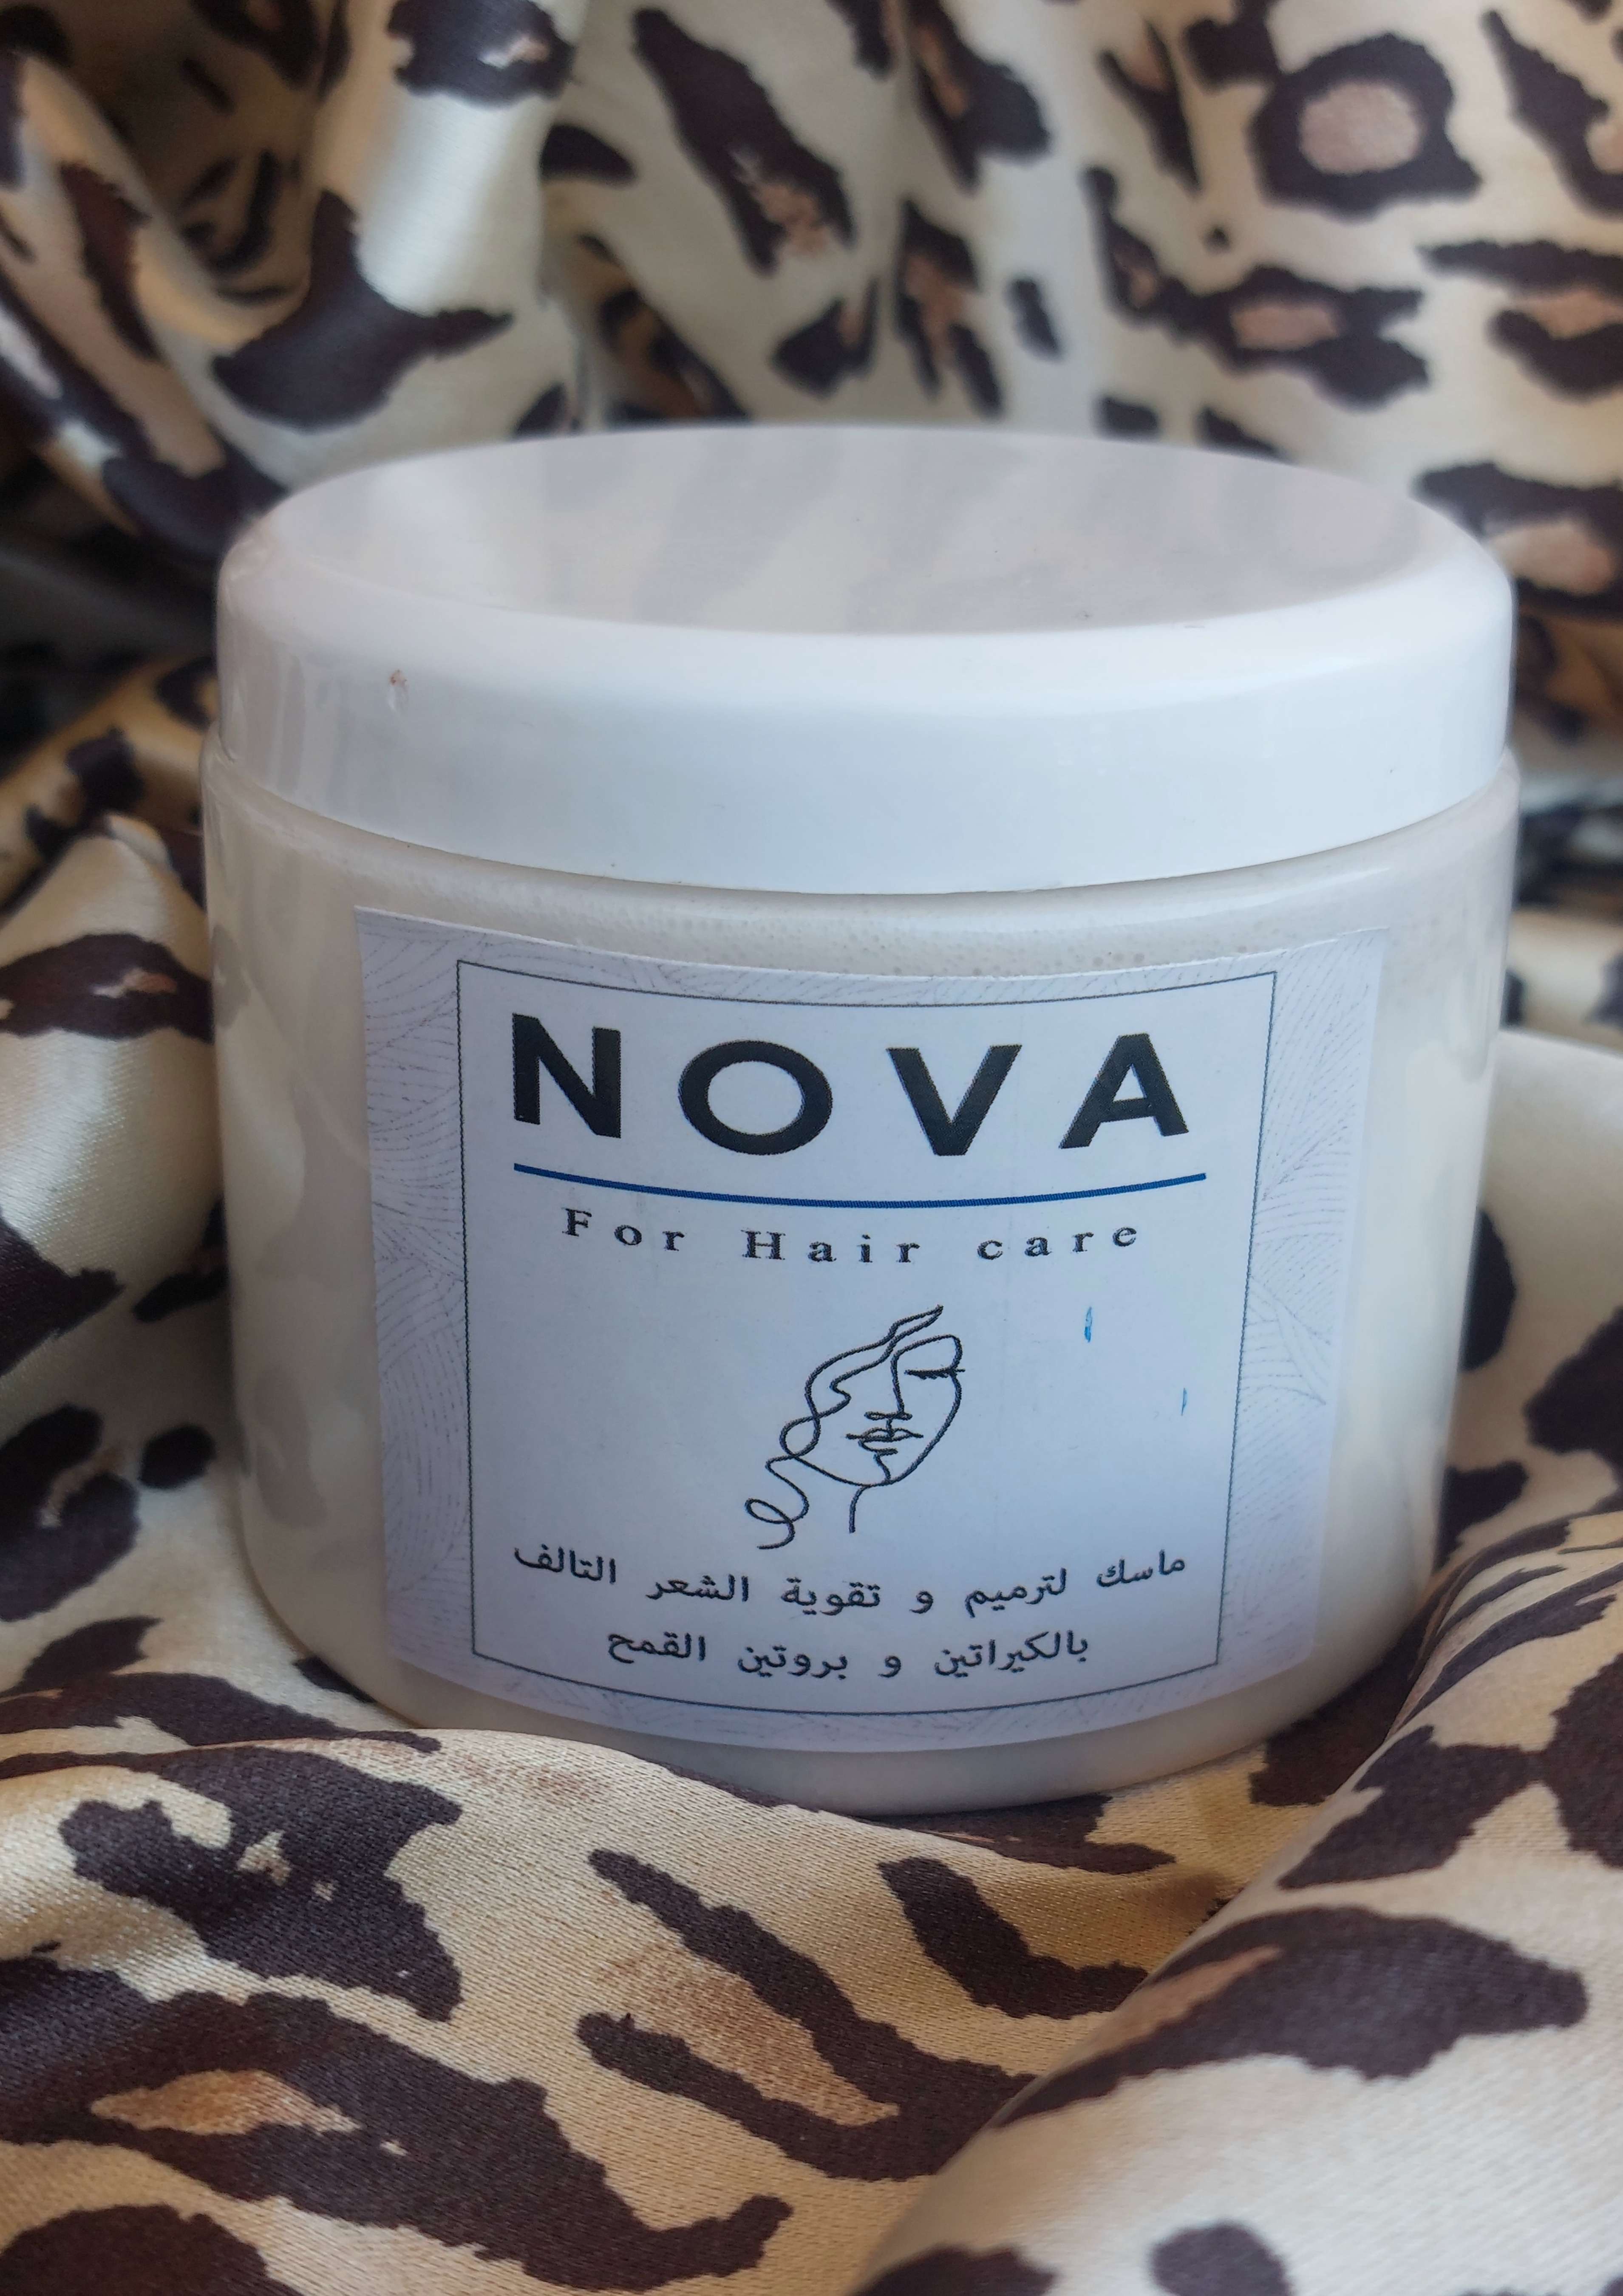 NOVA
For Hair care
ماسك لترميم و تقوية الشعر التالف
بالكيراتين و بروتين القمح